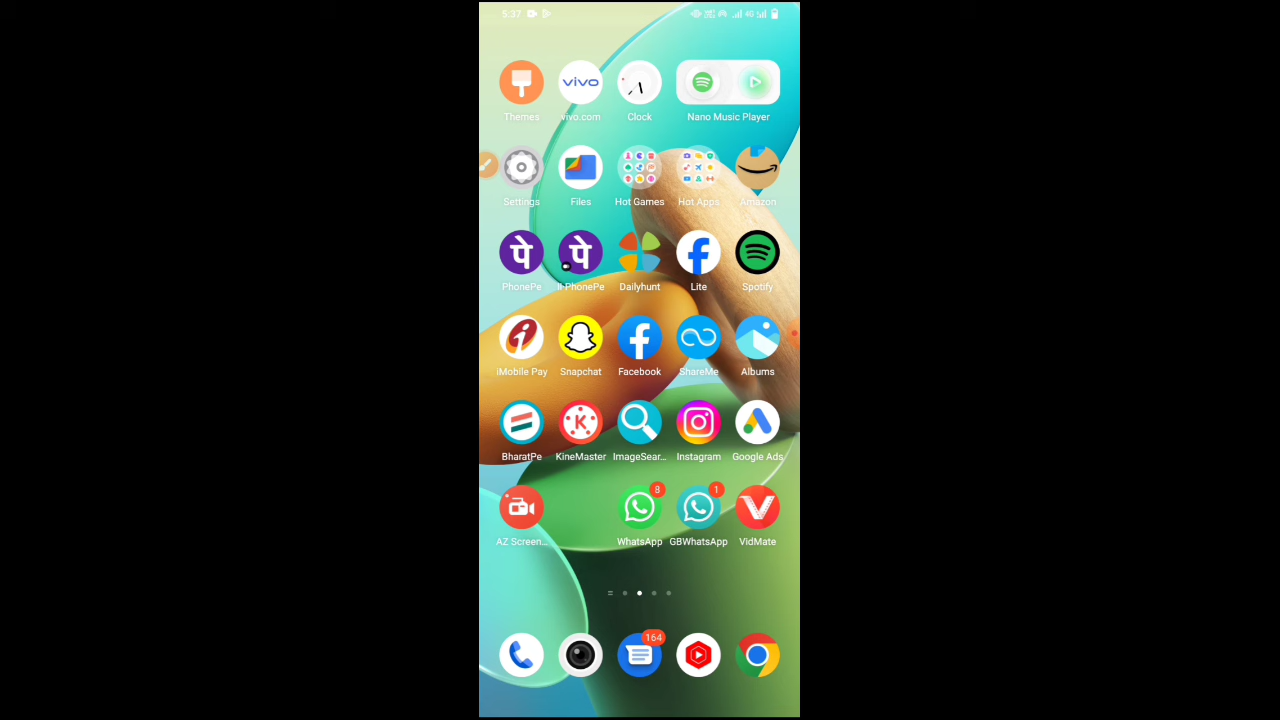 5:37
4G
vivo
Themes vivo.com Clock Nano Music Player
Settings Files Hot Games Hot Apps Amazon
पे पे
PhonePe II·PhonePe Dailyhunt Lite Spotify
iMobile Pay Snapchat Facebook ShareMe Albums
K
BharatPe KineMaster ImageSear... Instagram Google Ads
8 1
AZ Screen... WhatsApp GBWhatsApp VidMate
164